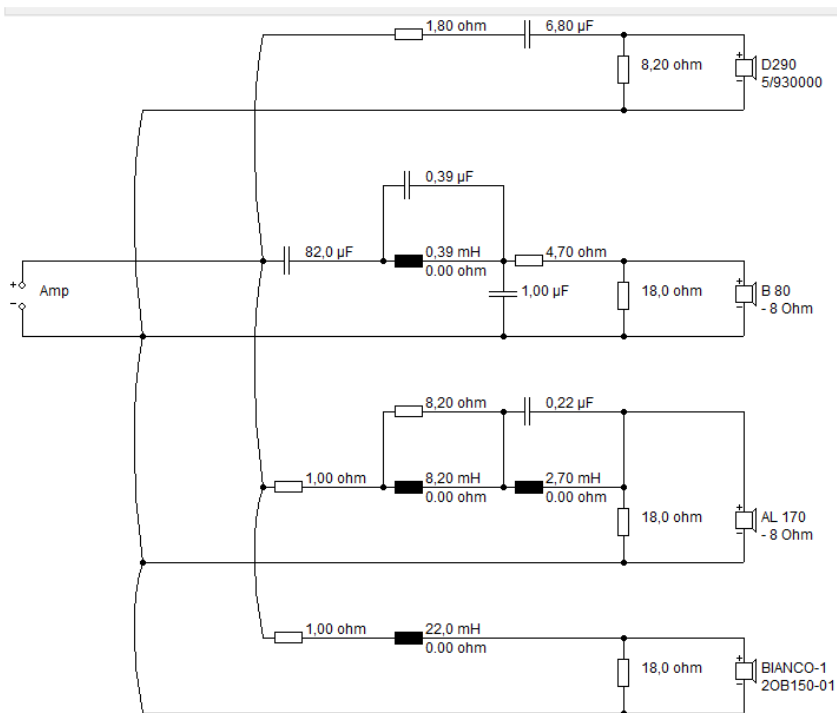 1,80 ohm
6,80 µF
8,20 ohm
+
−
D290
5/930000
0,39 µF
82,0 µF
0,39 mH
0.00 ohm
4,70 ohm
1,00 µF
18,0 ohm
+
−
B 80
- 8 Ohm
+
−
Amp
8,20 ohm
0,22 µF
1,00 ohm
8,20 mH
0.00 ohm
2,70 mH
0.00 ohm
18,0 ohm
+
−
AL 170
- 8 Ohm
1,00 ohm
22,0 mH
0.00 ohm
18,0 ohm
+
−
BIANCO-1
2OB150-01